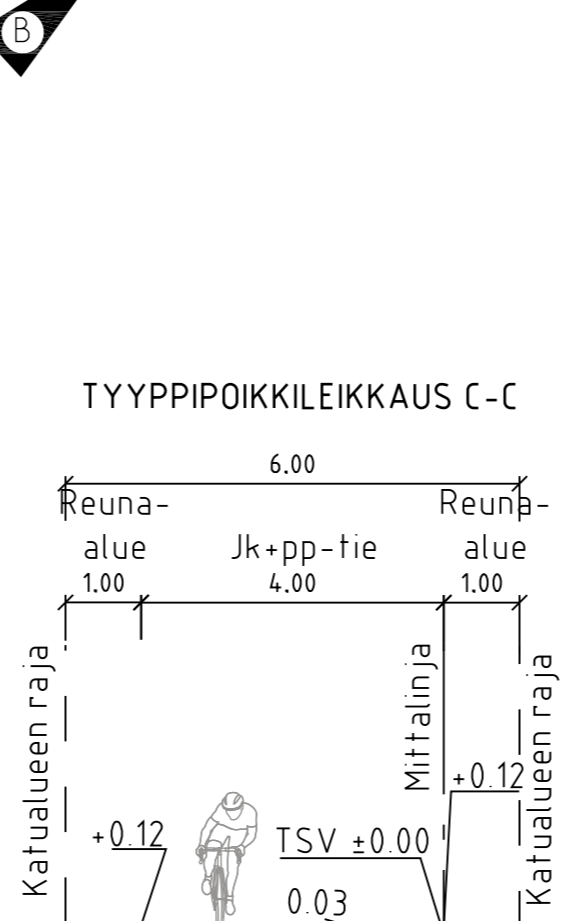 B
TYYPPIPOIKKILEIKKAUS C-C
6.00
Reuna-
alue
1.00
Jk+pp-tie
4.00
Reuna-
alue
1.00
Katualueen raja
Mittalinja
Katualueen raja
+0.12
+0.12
TSV ±0.00
0.03